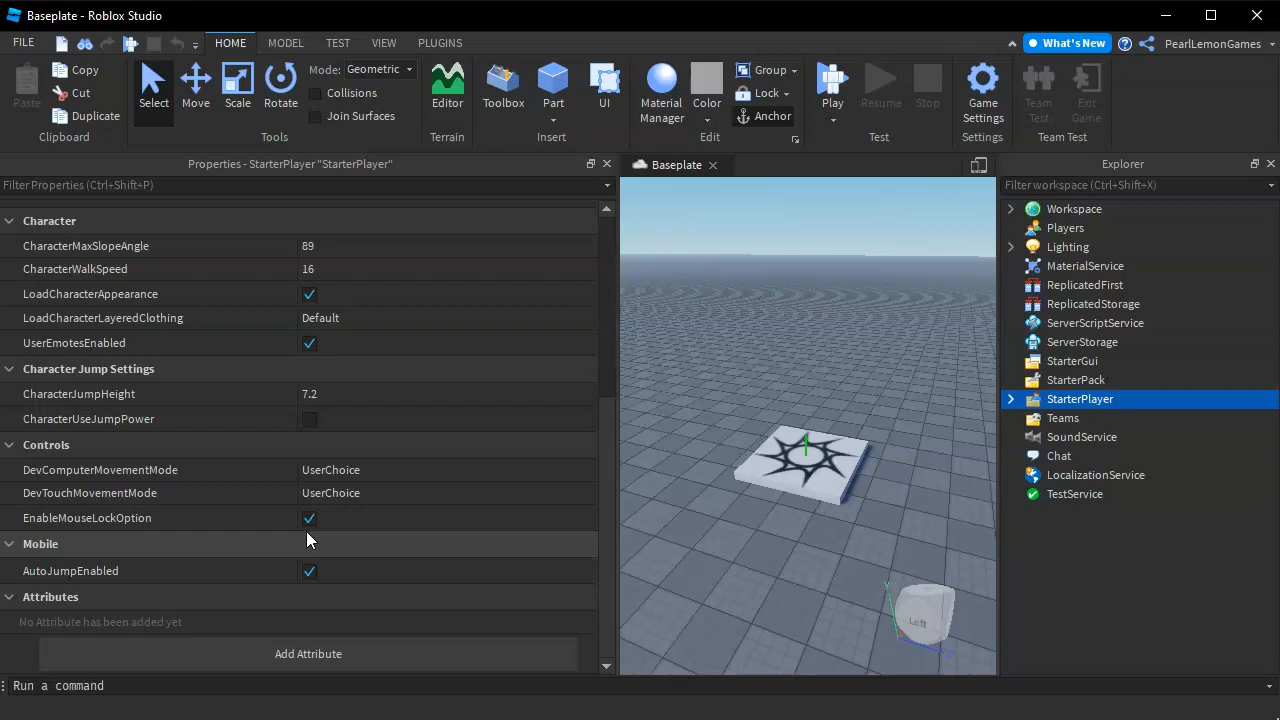 Baseplate - Roblox Studio
FILE HOME MODEL TEST VIEW PLUGINS What's New PearlLemonGames
Paste Copy Cut Duplicate Clipboard
Select Move Scale Rotate Mode: Geometric Collisions Join Surfaces Tools
Editor Terrain
Toolbox Part UI Insert
Material Manager Color Group Lock Anchor Edit
Play Resume Stop Test
Game Settings Settings
Team Test Exit Game Team Test
Properties - StarterPlayer "StarterPlayer"
Filter Properties (Ctrl+Shift+P)
Character
CharacterMaxSlopeAngle 89
CharacterWalkSpeed 16
LoadCharacterAppearance
LoadCharacterLayeredClothing Default
UserEmotesEnabled
Character Jump Settings
CharacterJumpHeight 7.2
CharacterUseJumpPower
Controls
DevComputerMovementMode UserChoice
DevTouchMovementMode UserChoice
EnableMouseLockOption
Mobile
AutoJumpEnabled
Attributes
No Attribute has been added yet
Add Attribute
Baseplate
Y
Left
Z
Explorer
Filter workspace (Ctrl+Shift+X)
Workspace
Players
Lighting
MaterialService
ReplicatedFirst
ReplicatedStorage
ServerScriptService
ServerStorage
StarterGui
StarterPack
StarterPlayer
Teams
SoundService
Chat
LocalizationService
TestService
Run a command